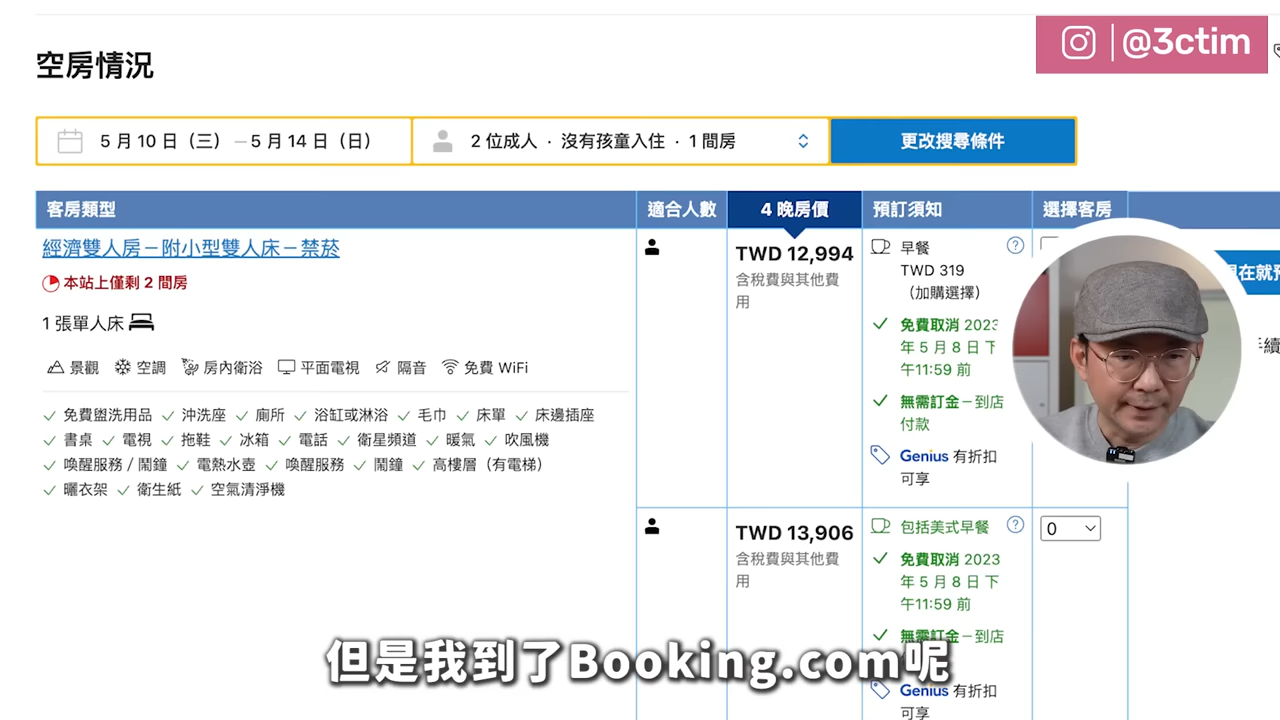 @3ctim
空房情況
5 月 10 日（三） — 5 月 14 日（日）
2 位成人 · 沒有孩童入住 · 1 間房
更改搜尋條件
客房類型
適合人數
4 晚房價
預訂須知
選擇客房
經濟雙人房－附小型雙人床－禁菸
本站上僅剩 2 間房
1 張單人床
景觀 空調 房內衛浴 平面電視 隔音 免費 WiFi
免費盥洗用品 沖洗座 廁所 浴缸或淋浴 毛巾 床單 床邊插座
書桌 電視 拖鞋 冰箱 電話 衛星頻道 暖氣 吹風機
喚醒服務 / 鬧鐘 電熱水壺 喚醒服務 鬧鐘 高樓層（有電梯）
曬衣架 衛生紙 空氣清淨機
TWD 12,994
含稅費與其他費
用
早餐
TWD 319
（加購選擇）
免費取消 2023
年 5 月 8 日 下
午11:59 前
無需訂金－到店
付款
Genius 有折扣
可享
在就預
續
TWD 13,906
含稅費與其他費
用
包括美式早餐
免費取消 2023
年 5 月 8 日 下
午11:59 前
無需訂金－到店
Genius 有折扣
可享
0
但是我到了Booking.com呢